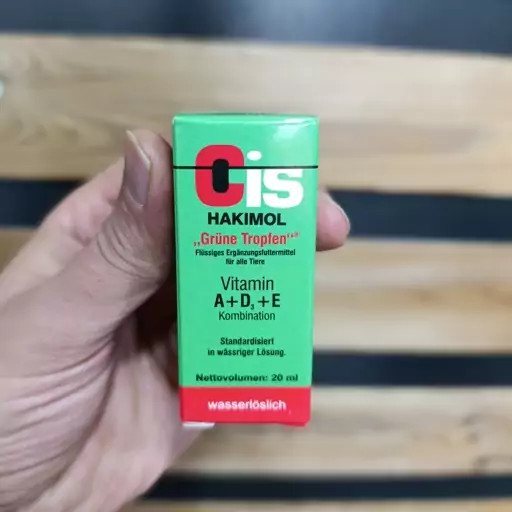 Cis
HAKIMOL
„Grüne Tropfen“®
Flüssiges Ergänzungsfuttermittel
für alle Tiere
Vitamin
A+D₃+E
Kombination
Standardisiert
in wässriger Lösung.
Nettovolumen: 20 ml
wasserlöslich